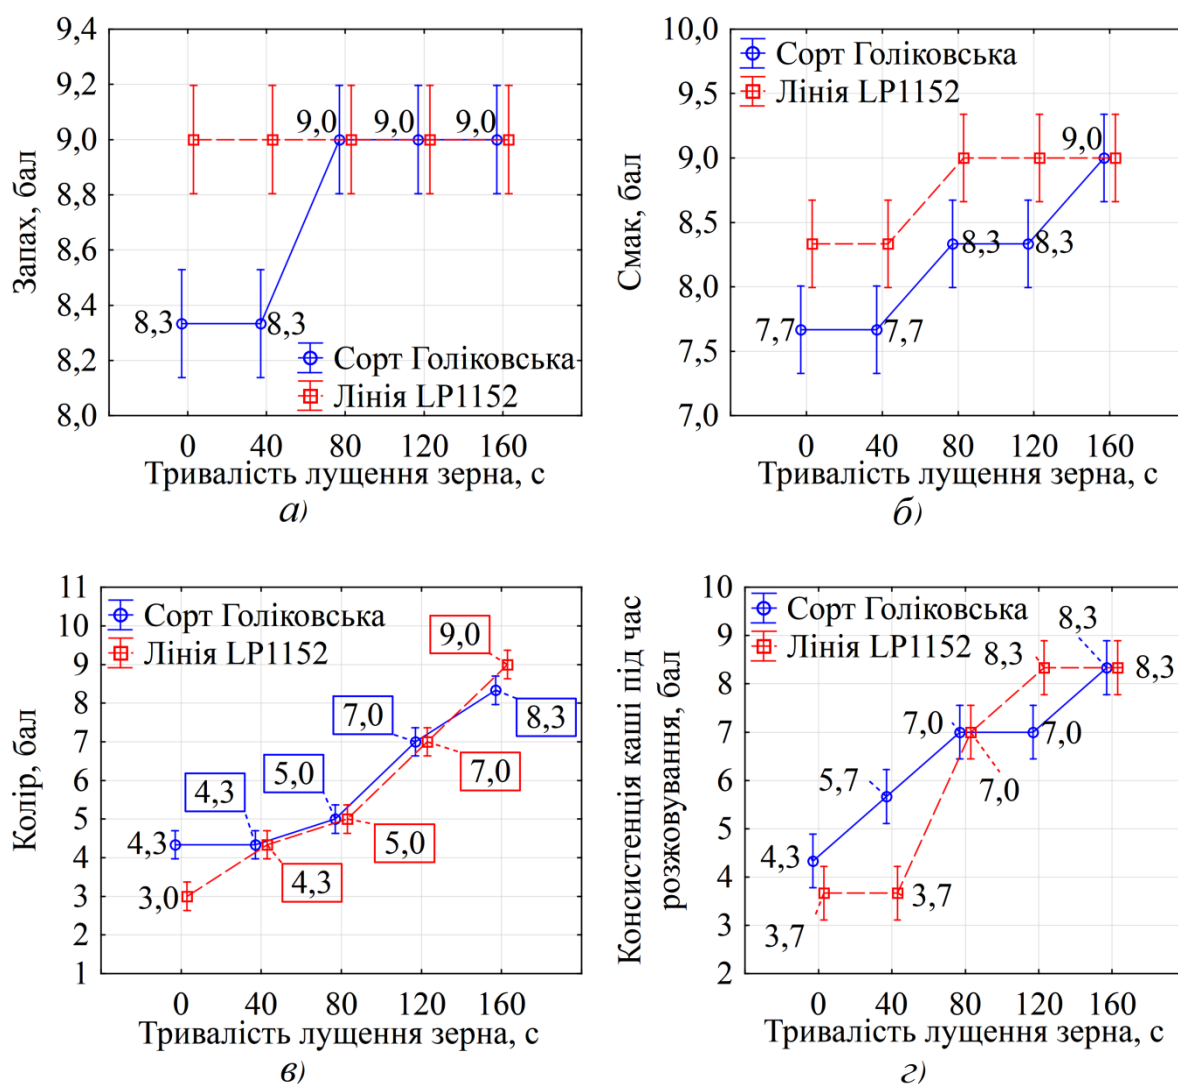 9,4
9,2
9,0
8,8
8,6
8,4
8,2
8,0
Запах, бал
9,0 9,0 9,0
8,3 8,3
Сорт Голіковська
Лінія LP1152
0 40 80 120 160
Тривалість лущення зерна, с
а)
10,0
9,5
9,0
8,5
8,0
7,5
7,0
Смак, бал
Сорт Голіковська
Лінія LP1152
9,0
8,3 8,3
7,7 7,7
0 40 80 120 160
Тривалість лущення зерна, с
б)
11
10
9
8
7
6
5
4
3
2
1
Колір, бал
Сорт Голіковська
Лінія LP1152
9,0
7,0
8,3
5,0
7,0
4,3
4,3
5,0
4,3
3,0
0 40 80 120 160
Тривалість лущення зерна, с
в)
10
9
8
7
6
5
4
3
2
Консистенція каші під час
розжовування, бал
Сорт Голіковська
Лінія LP1152
8,3
8,3
8,3
7,0
7,0
5,7
7,0
4,3
3,7
3,7
0 40 80 120 160
Тривалість лущення зерна, с
г)